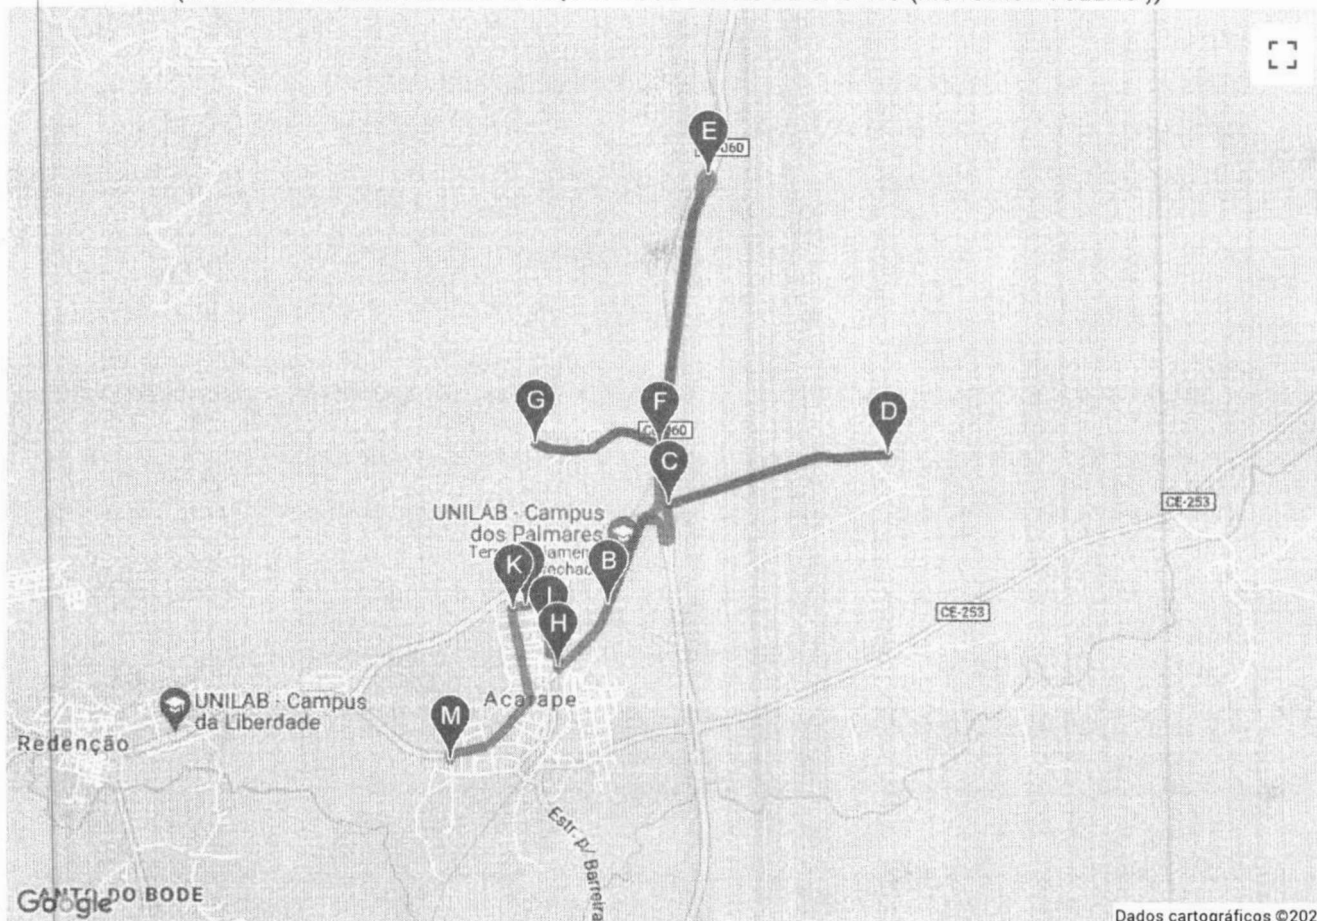 E
G
F
D
C
CE-253
UNILAB - Campus
dos Palmares
K
B
CE-253
H
Acarape
UNILAB - Campus
da Liberdade
M
Redenção
Estr. p/ Barreira
DO BODE
Google
Dados cartográficos ©202